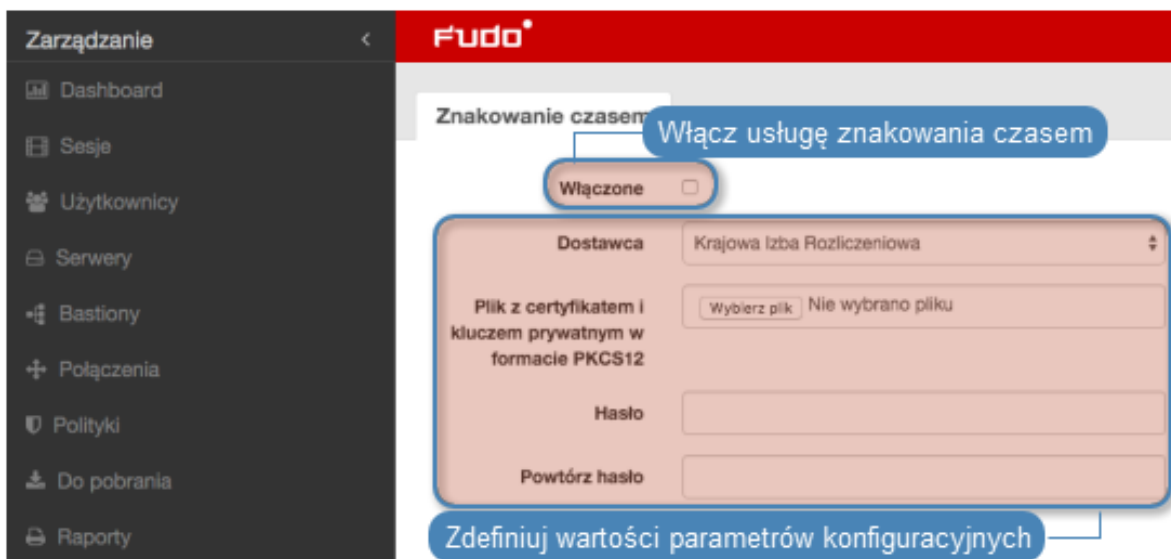 Zarządzanie
Dashboard
Sesje
Użytkownicy
Serwery
Bastiony
Połączenia
Polityki
Do pobrania
Raporty
FUDO
Znakowanie czasem
Włącz usługę znakowania czasem
Włączone
Dostawca
Krajowa Izba Rozliczeniowa
Plik z certyfikatem i
kluczem prywatnym w
formacie PKCS12
Wybierz plik Nie wybrano pliku
Hasło
Powtórz hasło
Zdefiniuj wartości parametrów konfiguracyjnych